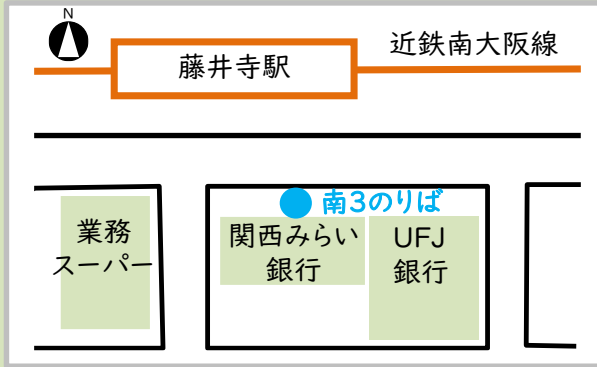 N
近鉄南大阪線
藤井寺駅
南3のりば
業務
スーパー
関西みらい
銀行
UFJ
銀行